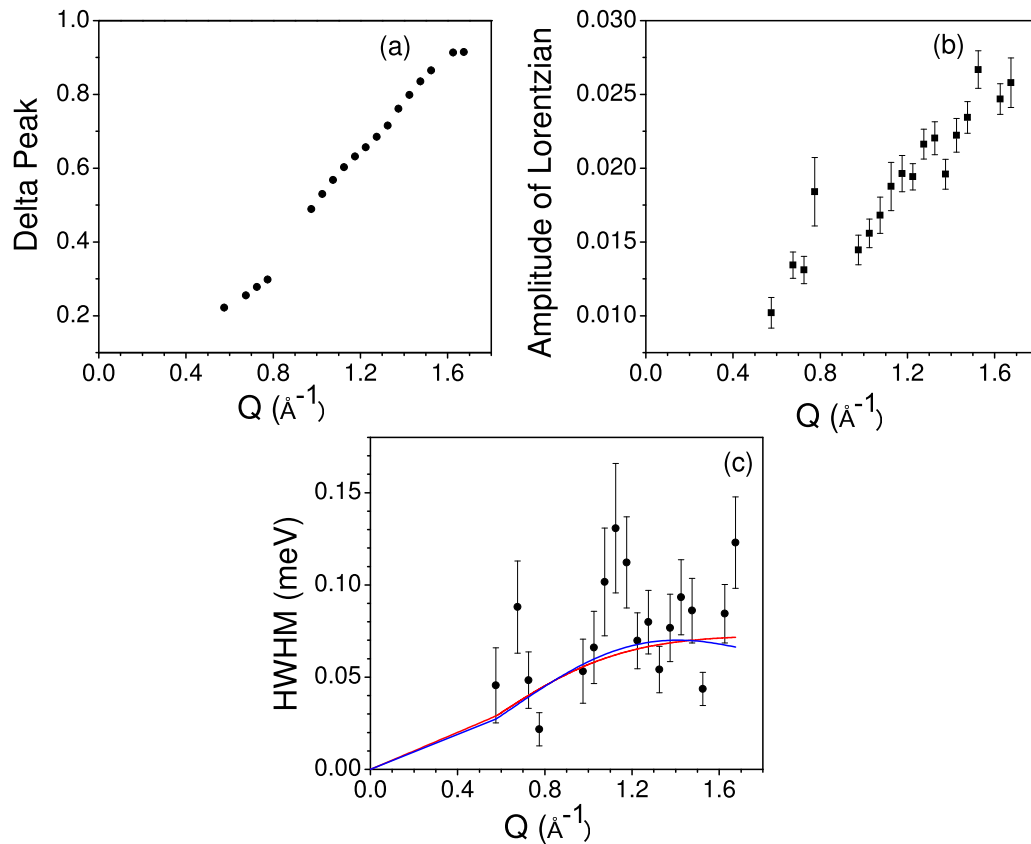 (a)
Delta Peak
1.0
0.8
0.6
0.4
0.2
0.0 0.4 0.8 1.2 1.6
Q (Å⁻¹)
(b)
Amplitude of Lorentzian
0.030
0.025
0.020
0.015
0.010
0.0 0.4 0.8 1.2 1.6
Q (Å⁻¹)
(c)
HWHM (meV)
0.15
0.10
0.05
0.00
0.0 0.4 0.8 1.2 1.6
Q (Å⁻¹)